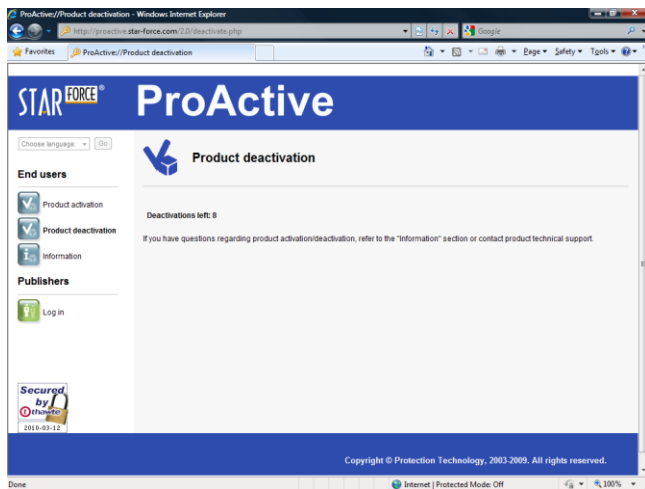 ProActive://Product deactivation - Windows Internet Explorer
http://proactive.star-force.com/2.0/deactivate.php
Google
Favorites
ProActive://Product deactivation
Page
Safety
Tools
STAR FORCE®
ProActive
Choose language
Go
Product deactivation
End users
Product activation
Product deactivation
Information
Deactivations left: 8
If you have questions regarding product activation/deactivation, refer to the "Information" section or contact product technical support.
Publishers
Log in
Secured
by
thawte
2010-03-12
Copyright © Protection Technology, 2003-2009. All rights reserved.
Done
Internet | Protected Mode: Off
100%